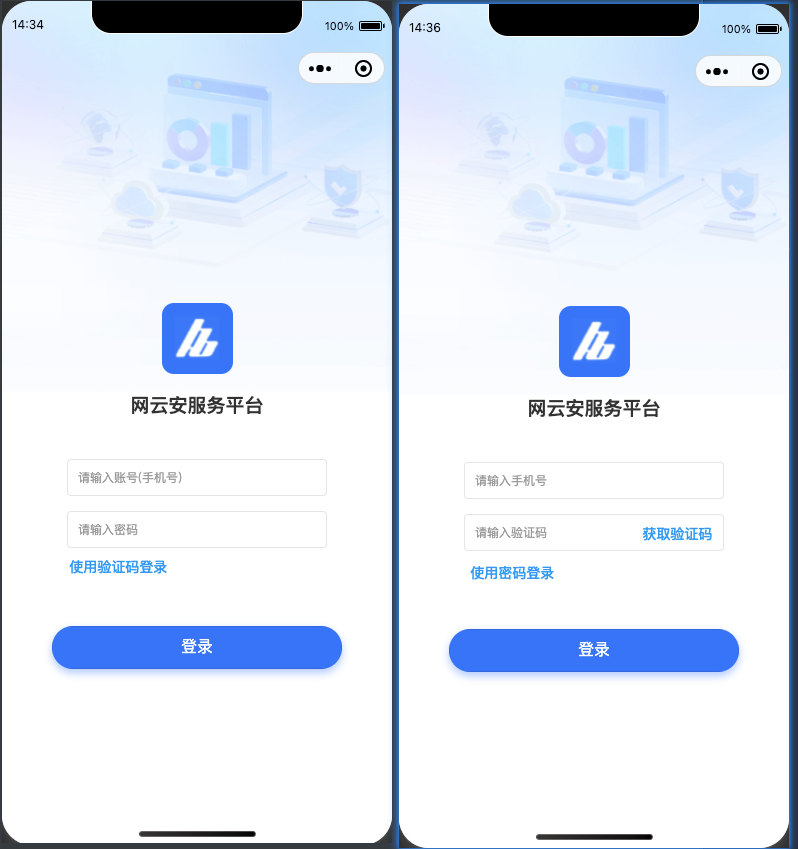 14:34
100%
网云安服务平台
请输入账号(手机号)
请输入密码
使用验证码登录
登录
14:36
100%
网云安服务平台
请输入手机号
请输入验证码
获取验证码
使用密码登录
登录